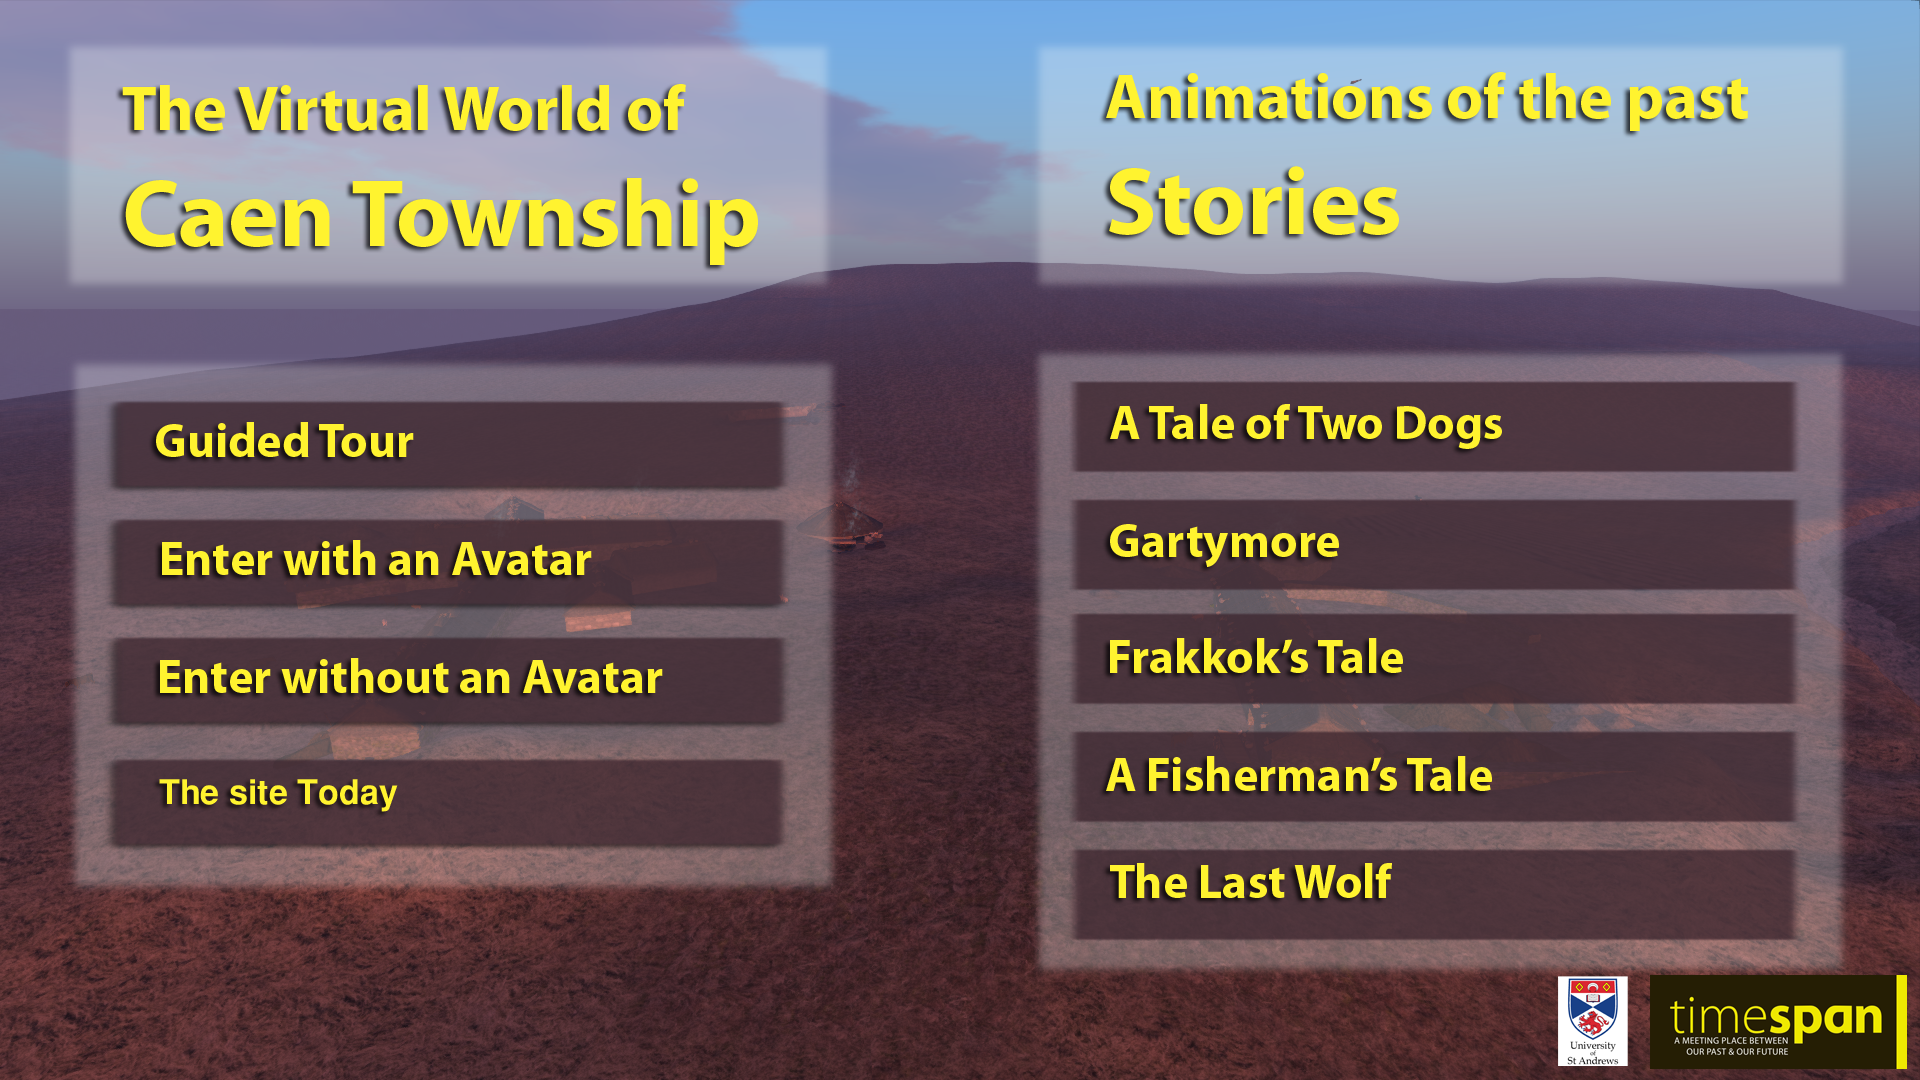 The Virtual World of
Caen Township
Guided Tour
Enter with an Avatar
Enter without an Avatar
The site Today
Animations of the past
Stories
A Tale of Two Dogs
Gartymore
Frakkok’s Tale
A Fisherman’s Tale
The Last Wolf
University
of
St Andrews
timespan
A MEETING PLACE BETWEEN
OUR PAST & OUR FUTURE